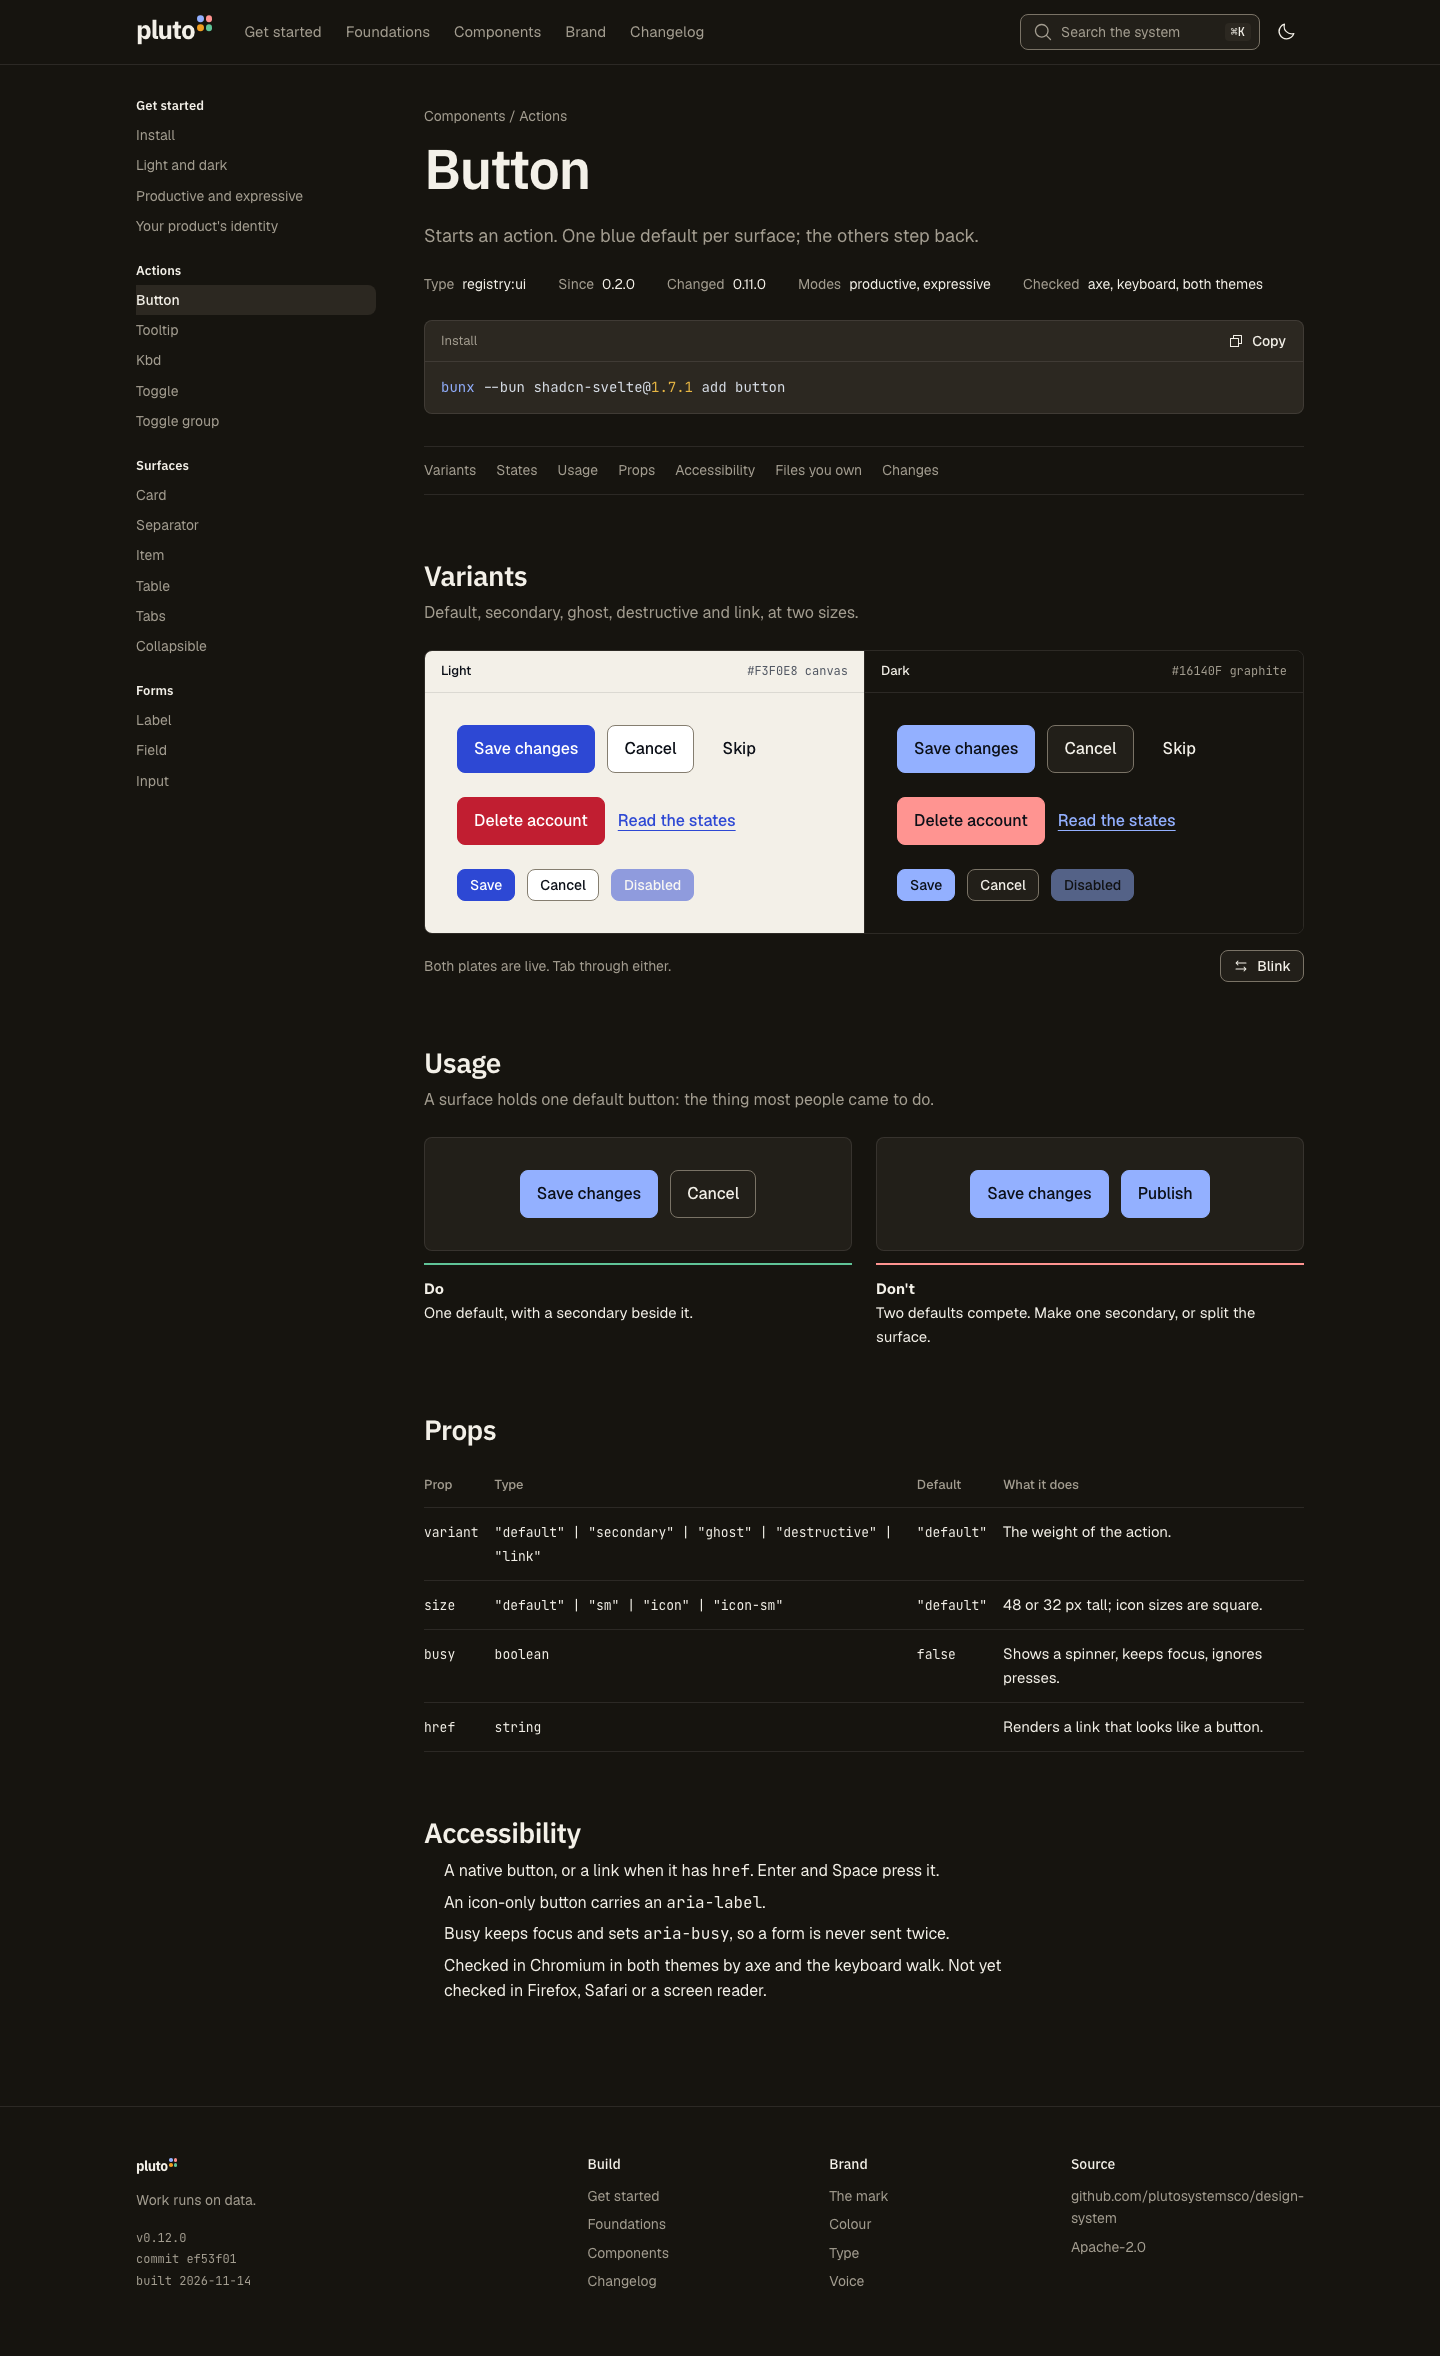 pluto
Get started
Foundations
Components
Brand
Changelog
Search the system
⌘K
Get started
Install
Light and dark
Productive and expressive
Your product's identity
Actions
Button
Tooltip
Kbd
Toggle
Toggle group
Surfaces
Card
Separator
Item
Table
Tabs
Collapsible
Forms
Label
Field
Input
Components / Actions
Button
Starts an action. One blue default per surface; the others step back.
Type registry:ui
Since 0.2.0
Changed 0.11.0
Modes productive, expressive
Checked axe, keyboard, both themes
Install
Copy
bunx --bun shadcn-svelte@1.7.1 add button
Variants
States
Usage
Props
Accessibility
Files you own
Changes
Variants
Default, secondary, ghost, destructive and link, at two sizes.
Light
#F3F0E8 canvas
Save changes
Cancel
Skip
Delete account
Read the states
Save
Cancel
Disabled
Dark
#16140F graphite
Save changes
Cancel
Skip
Delete account
Read the states
Save
Cancel
Disabled
Both plates are live. Tab through either.
Blink
Usage
A surface holds one default button: the thing most people came to do.
Save changes
Cancel
Do
One default, with a secondary beside it.
Save changes
Publish
Don't
Two defaults compete. Make one secondary, or split the
surface.
Props
Prop
Type
Default
What it does
variant
"default" | "secondary" | "ghost" | "destructive" |
"link"
"default"
The weight of the action.
size
"default" | "sm" | "icon" | "icon-sm"
"default"
48 or 32 px tall; icon sizes are square.
busy
boolean
false
Shows a spinner, keeps focus, ignores
presses.
href
string
Renders a link that looks like a button.
Accessibility
A native button, or a link when it has href. Enter and Space press it.
An icon-only button carries an aria-label.
Busy keeps focus and sets aria-busy, so a form is never sent twice.
Checked in Chromium in both themes by axe and the keyboard walk. Not yet
checked in Firefox, Safari or a screen reader.
pluto
Work runs on data.
v0.12.0
commit ef53f01
built 2026-11-14
Build
Get started
Foundations
Components
Changelog
Brand
The mark
Colour
Type
Voice
Source
github.com/plutosystemsco/design-
system
Apache-2.0